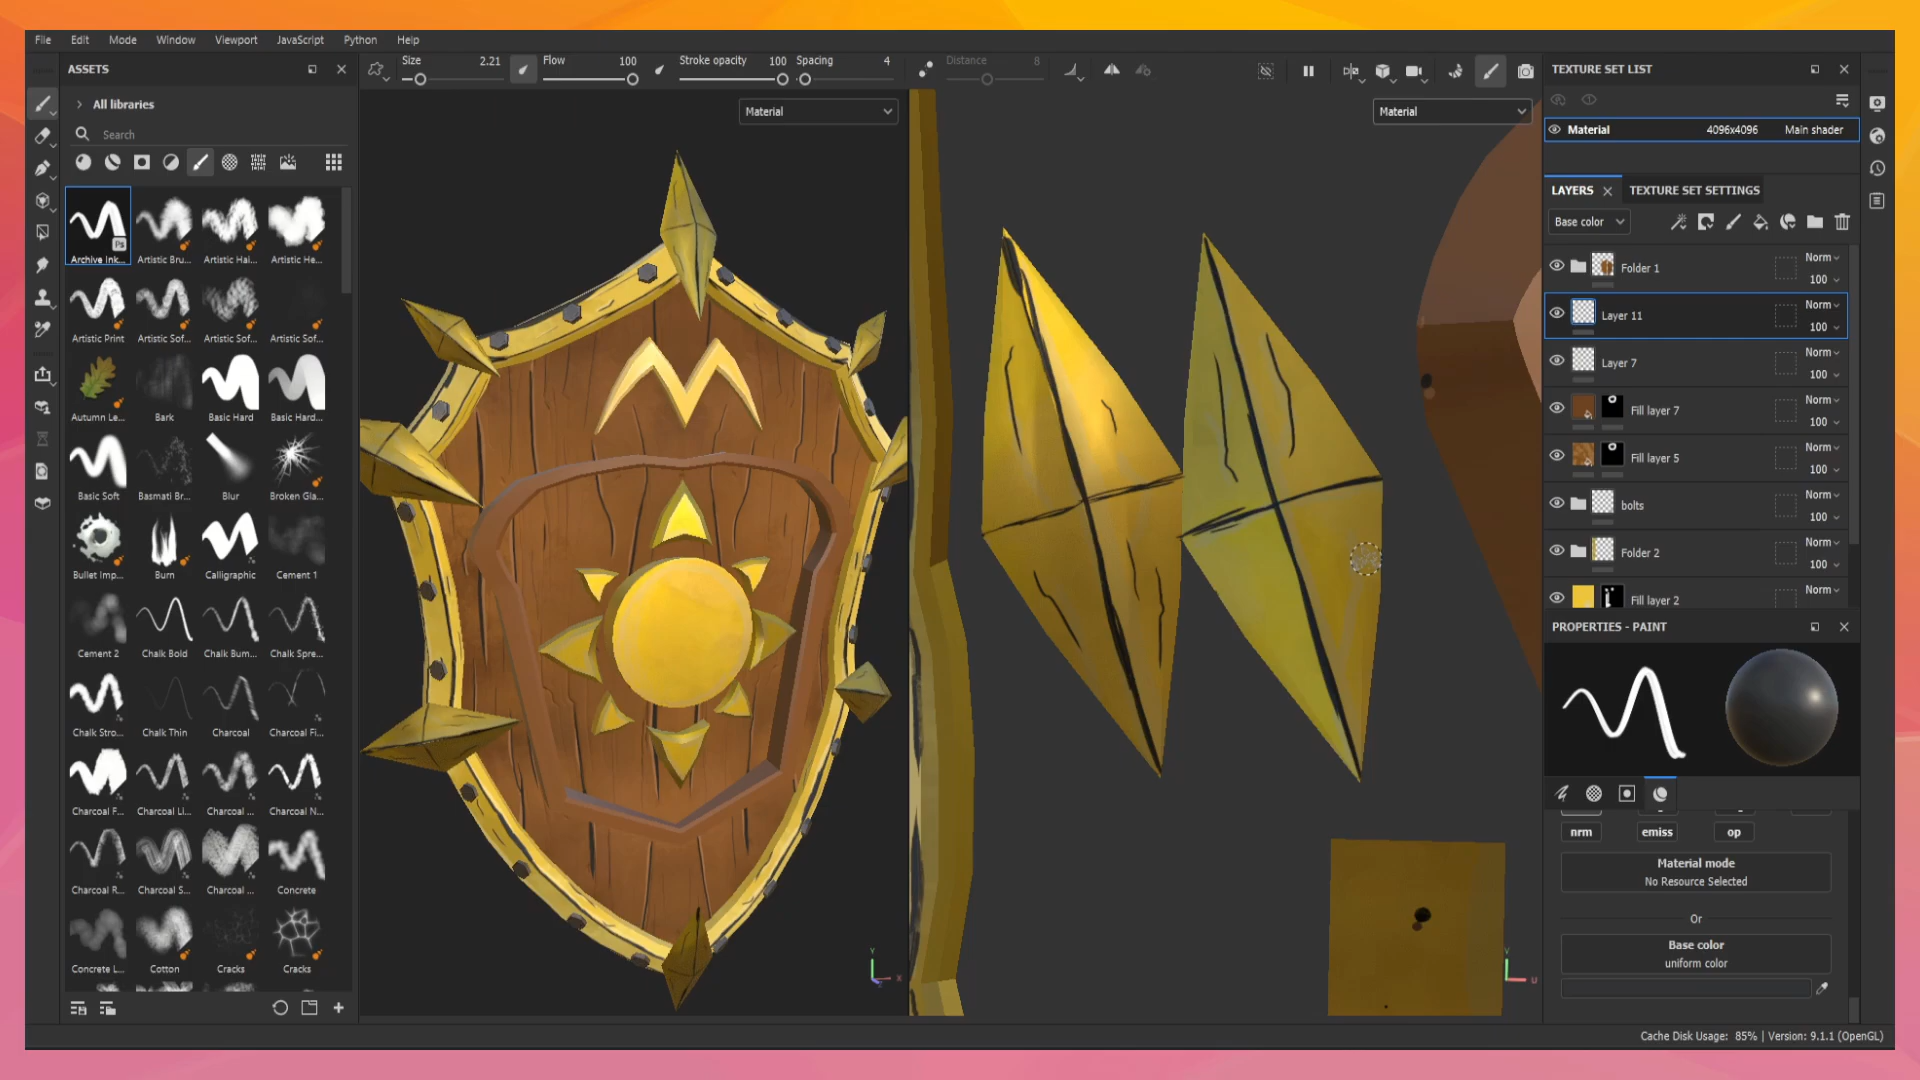 File Edit Mode Window Viewport JavaScript Python Help
ASSETS
All libraries
Search
Archive Ink... Artistic Bru... Artistic Hai... Artistic He...
Artistic Print Artistic Sof... Artistic Sof... Artistic Sof...
Autumn Le... Bark Basic Hard Basic Hard...
Basic Soft Basmati Br... Blur Broken Gla...
Bullet Imp... Burn Calligraphic Cement 1
Cement 2 Chalk Bold Chalk Bum... Chalk Spre...
Chalk Stro... Chalk Thin Charcoal Charcoal Fi...
Charcoal F... Charcoal Li... Charcoal ... Charcoal N...
Charcoal R... Charcoal S... Charcoal ... Concrete
Concrete L... Cotton Cracks Cracks
Size 2.21 Flow 100 Stroke opacity 100 Spacing 4 Distance 8
Material
Material
Y X
Y U
TEXTURE SET LIST
Material 4096x4096 Main shader
LAYERS TEXTURE SET SETTINGS
Base color
Folder 1 Norm 100
Layer 11 Norm 100
Layer 7 Norm 100
Fill layer 7 Norm 100
Fill layer 5 Norm 100
bolts Norm 100
Folder 2 Norm 100
Fill layer 2 Norm
PROPERTIES - PAINT
nrm emiss op
Material mode
No Resource Selected
Or
Base color
uniform color
Cache Disk Usage: 85% | Version: 9.1.1 (OpenGL)